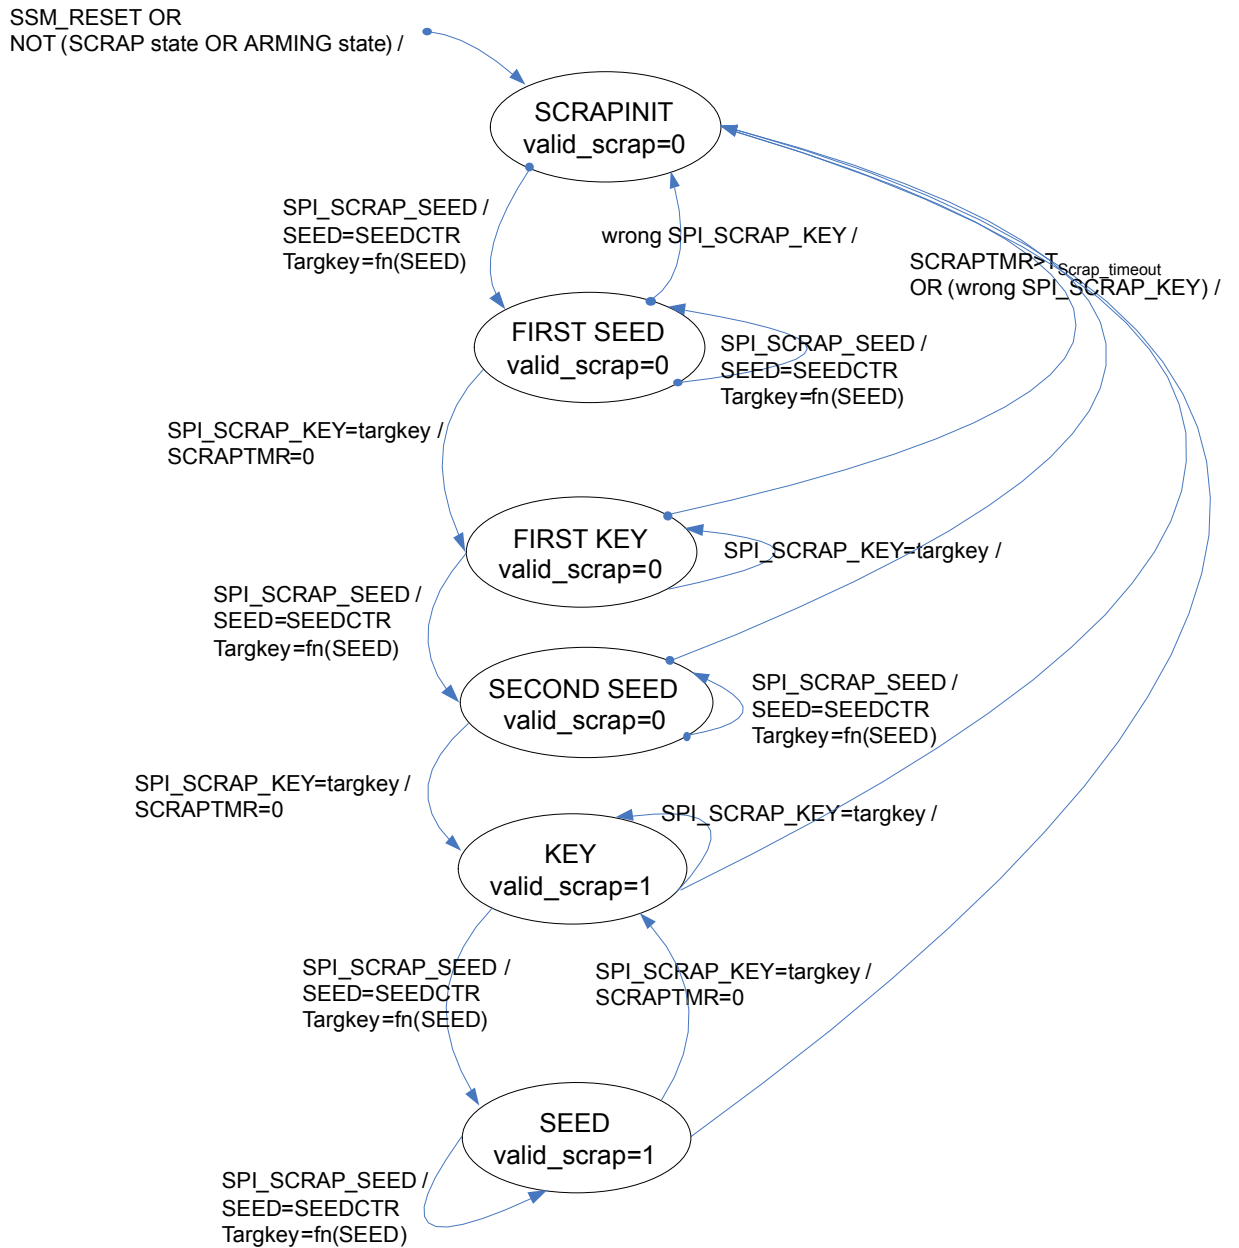 SSM_RESET OR
NOT (SCRAP state OR ARMING state) /
SCRAPINIT
valid_scrap=0
SPI_SCRAP_SEED /
SEED=SEEDCTR
Targkey=fn(SEED)
wrong SPI_SCRAP_KEY /
SCRAPTMR>TScrap_timeout
OR (wrong SPI_SCRAP_KEY) /
FIRST SEED
valid_scrap=0
SPI_SCRAP_SEED /
SEED=SEEDCTR
Targkey=fn(SEED)
SPI_SCRAP_KEY=targkey /
SCRAPTMR=0
FIRST KEY
valid_scrap=0
SPI_SCRAP_KEY=targkey /
SPI_SCRAP_SEED /
SEED=SEEDCTR
Targkey=fn(SEED)
SECOND SEED
valid_scrap=0
SPI_SCRAP_SEED /
SEED=SEEDCTR
Targkey=fn(SEED)
SPI_SCRAP_KEY=targkey /
SCRAPTMR=0
SPI_SCRAP_KEY=targkey /
KEY
valid_scrap=1
SPI_SCRAP_SEED /
SEED=SEEDCTR
Targkey=fn(SEED)
SPI_SCRAP_KEY=targkey /
SCRAPTMR=0
SEED
valid_scrap=1
SPI_SCRAP_SEED /
SEED=SEEDCTR
Targkey=fn(SEED)